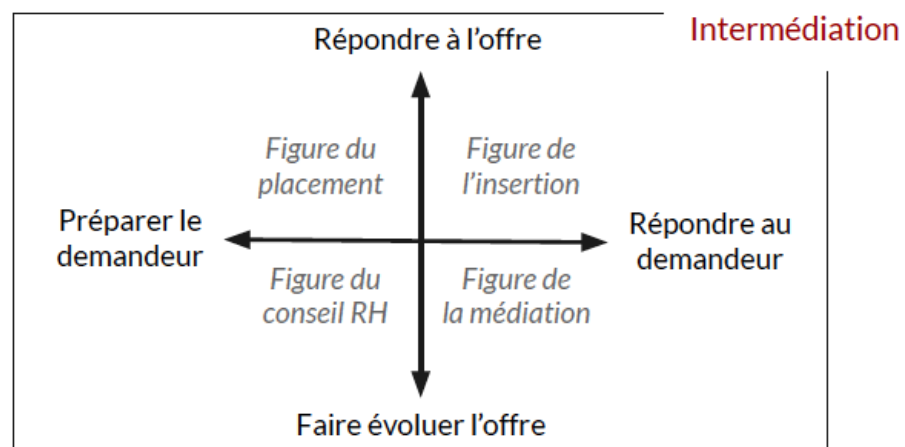 Intermédiation
Répondre à l'offre
Figure du
placement
Figure de
l'insertion
Préparer le
demandeur
Répondre au
demandeur
Figure du
conseil RH
Figure de
la médiation
Faire évoluer l'offre